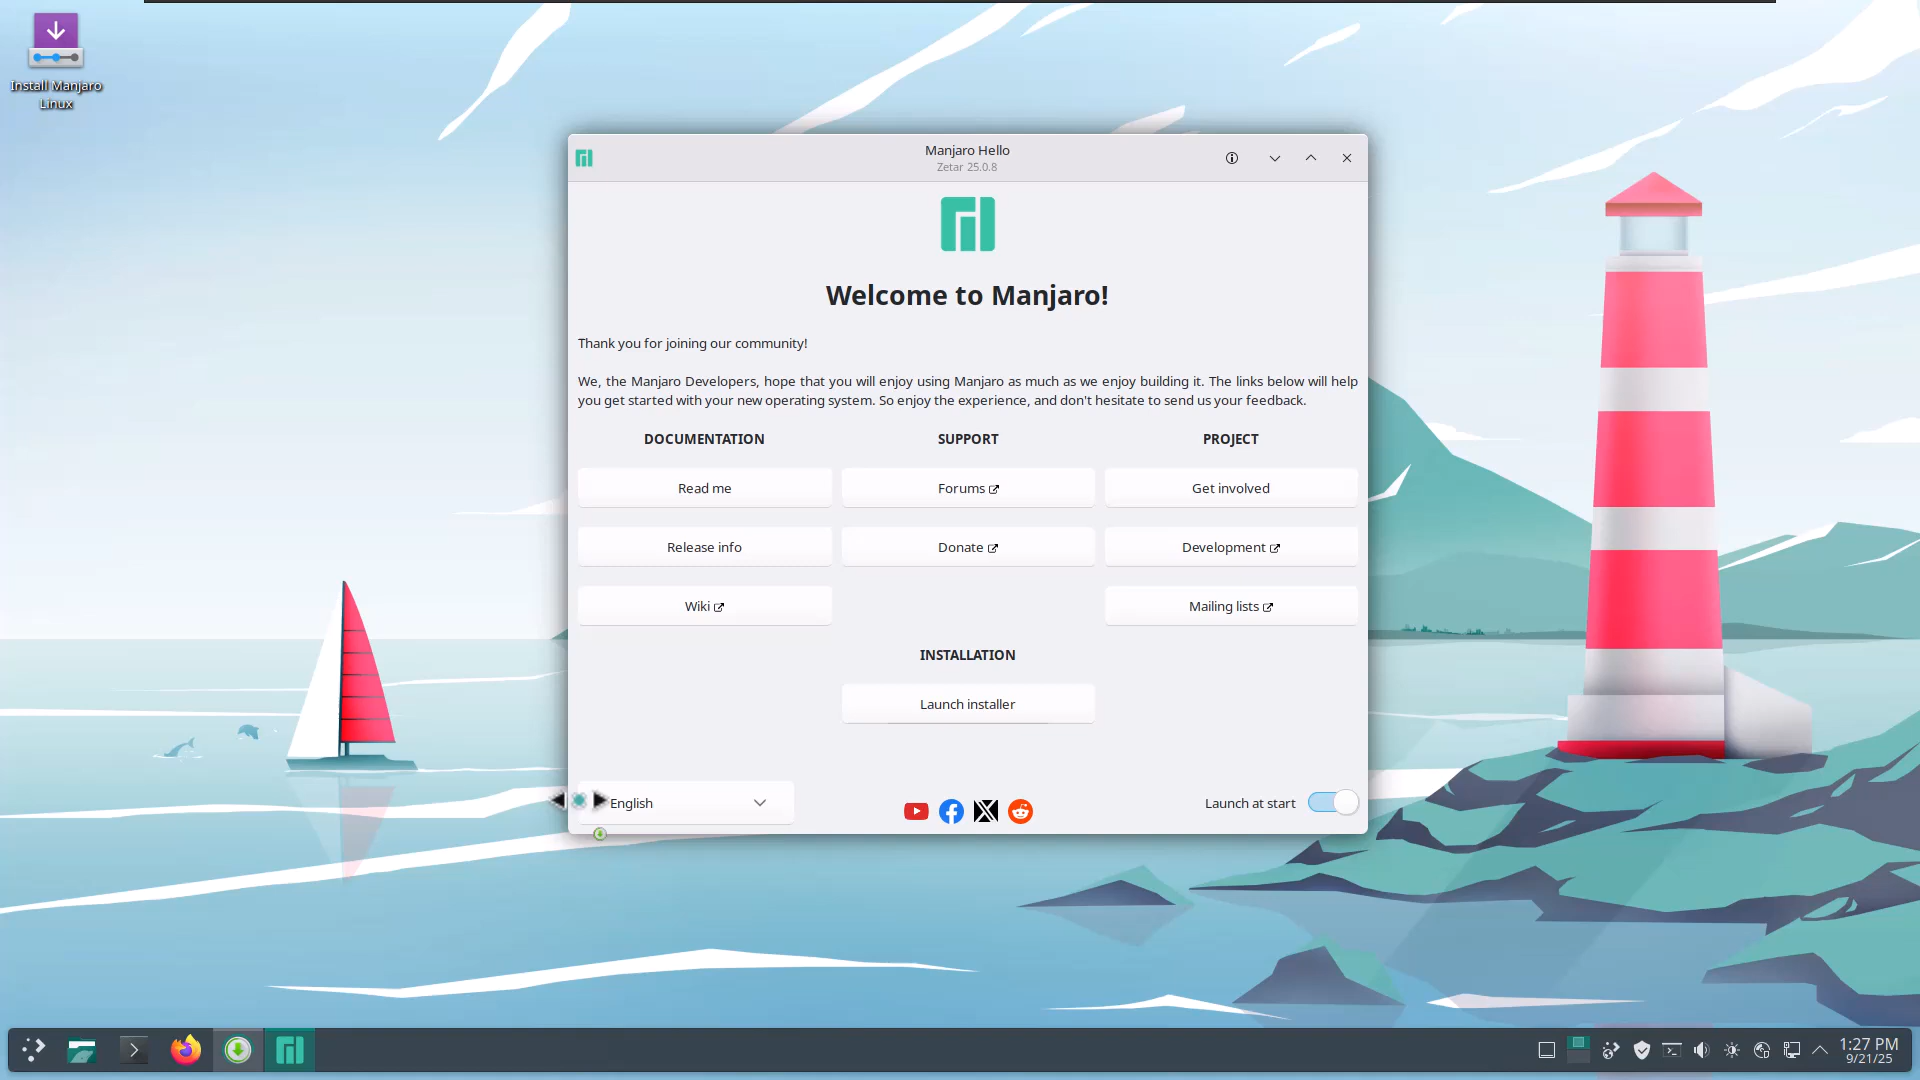 Install Manjaro
Linux
Manjaro Hello
Zetar 25.0.8
Welcome to Manjaro!
Thank you for joining our community!
We, the Manjaro Developers, hope that you will enjoy using Manjaro as much as we enjoy building it. The links below will help
you get started with your new operating system. So enjoy the experience, and don't hesitate to send us your feedback.
DOCUMENTATION
SUPPORT
PROJECT
Read me
Forums
Get involved
Release info
Donate
Development
Wiki
Mailing lists
INSTALLATION
Launch installer
English
Launch at start
1:27 PM
9/21/25